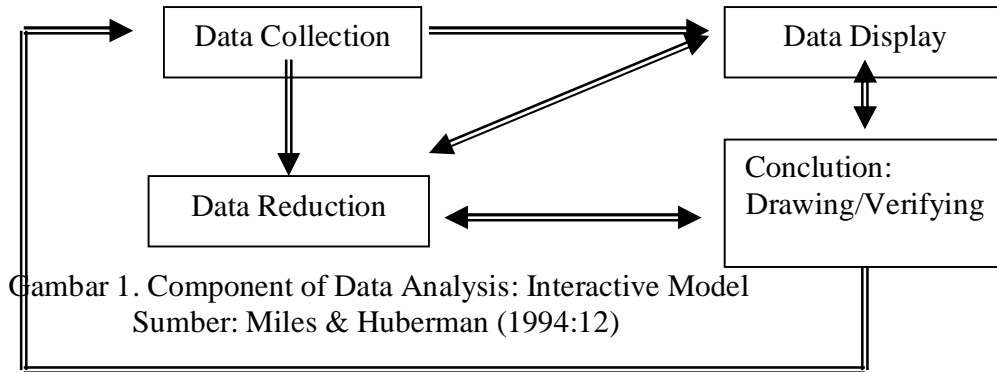 Data Collection
Data Display
Data Reduction
Conclution:
Drawing/Verifying
Gambar 1. Component of Data Analysis: Interactive Model
Sumber: Miles & Huberman (1994:12)